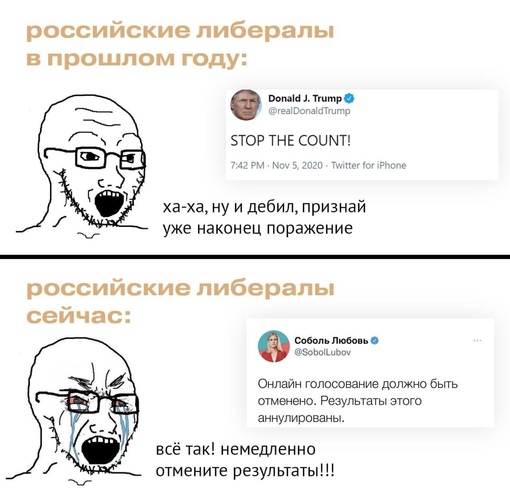 российские либералы
в прошлом году:
Donald J. Trump
@realDonaldTrump
STOP THE COUNT!
7:42 PM · Nov 5, 2020 · Twitter for iPhone
ха-ха, ну и дебил, признай
уже наконец поражение
российские либералы
сейчас:
Соболь Любовь
@SobolLubov
Онлайн голосование должно быть
отменено. Результаты этого
аннулированы.
всё так! немедленно
отмените результаты!!!